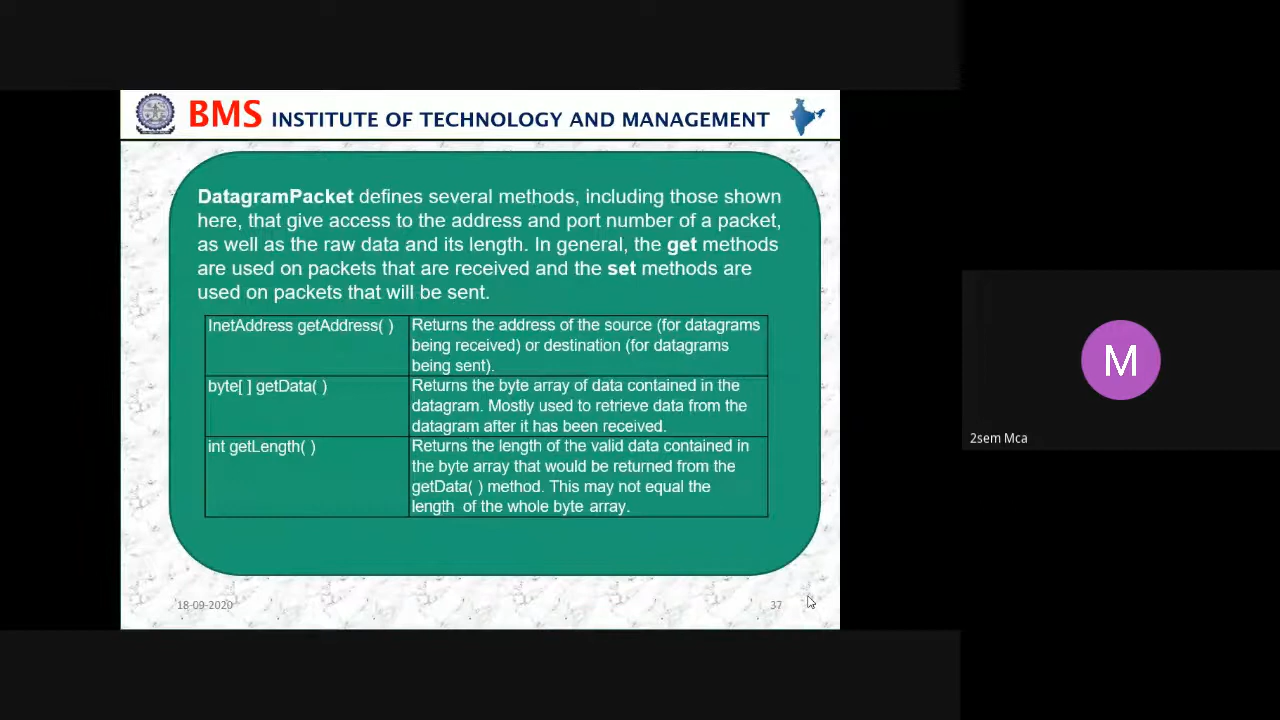 BMS INSTITUTE OF TECHNOLOGY AND MANAGEMENT
DatagramPacket defines several methods, including those shown
here, that give access to the address and port number of a packet,
as well as the raw data and its length. In general, the get methods
are used on packets that are received and the set methods are
used on packets that will be sent.
InetAddress getAddress( )
Returns the address of the source (for datagrams
being received) or destination (for datagrams
being sent).
byte[ ] getData( )
Returns the byte array of data contained in the
datagram. Mostly used to retrieve data from the
datagram after it has been received.
int getLength( )
Returns the length of the valid data contained in
the byte array that would be returned from the
getData( ) method. This may not equal the
length of the whole byte array.
18-09-2020
37
M
2sem Mca